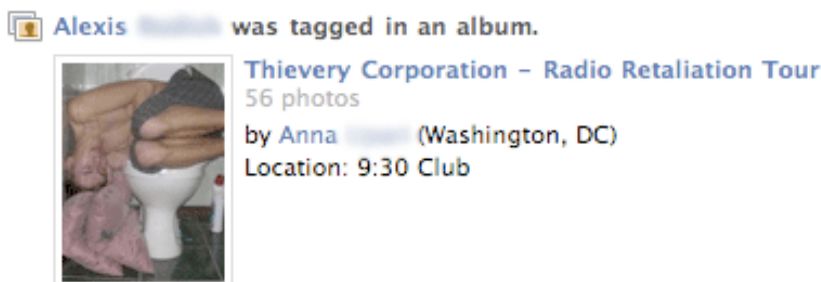 Alexis was tagged in an album.
Thievery Corporation – Radio Retaliation Tour
56 photos
by Anna (Washington, DC)
Location: 9:30 Club